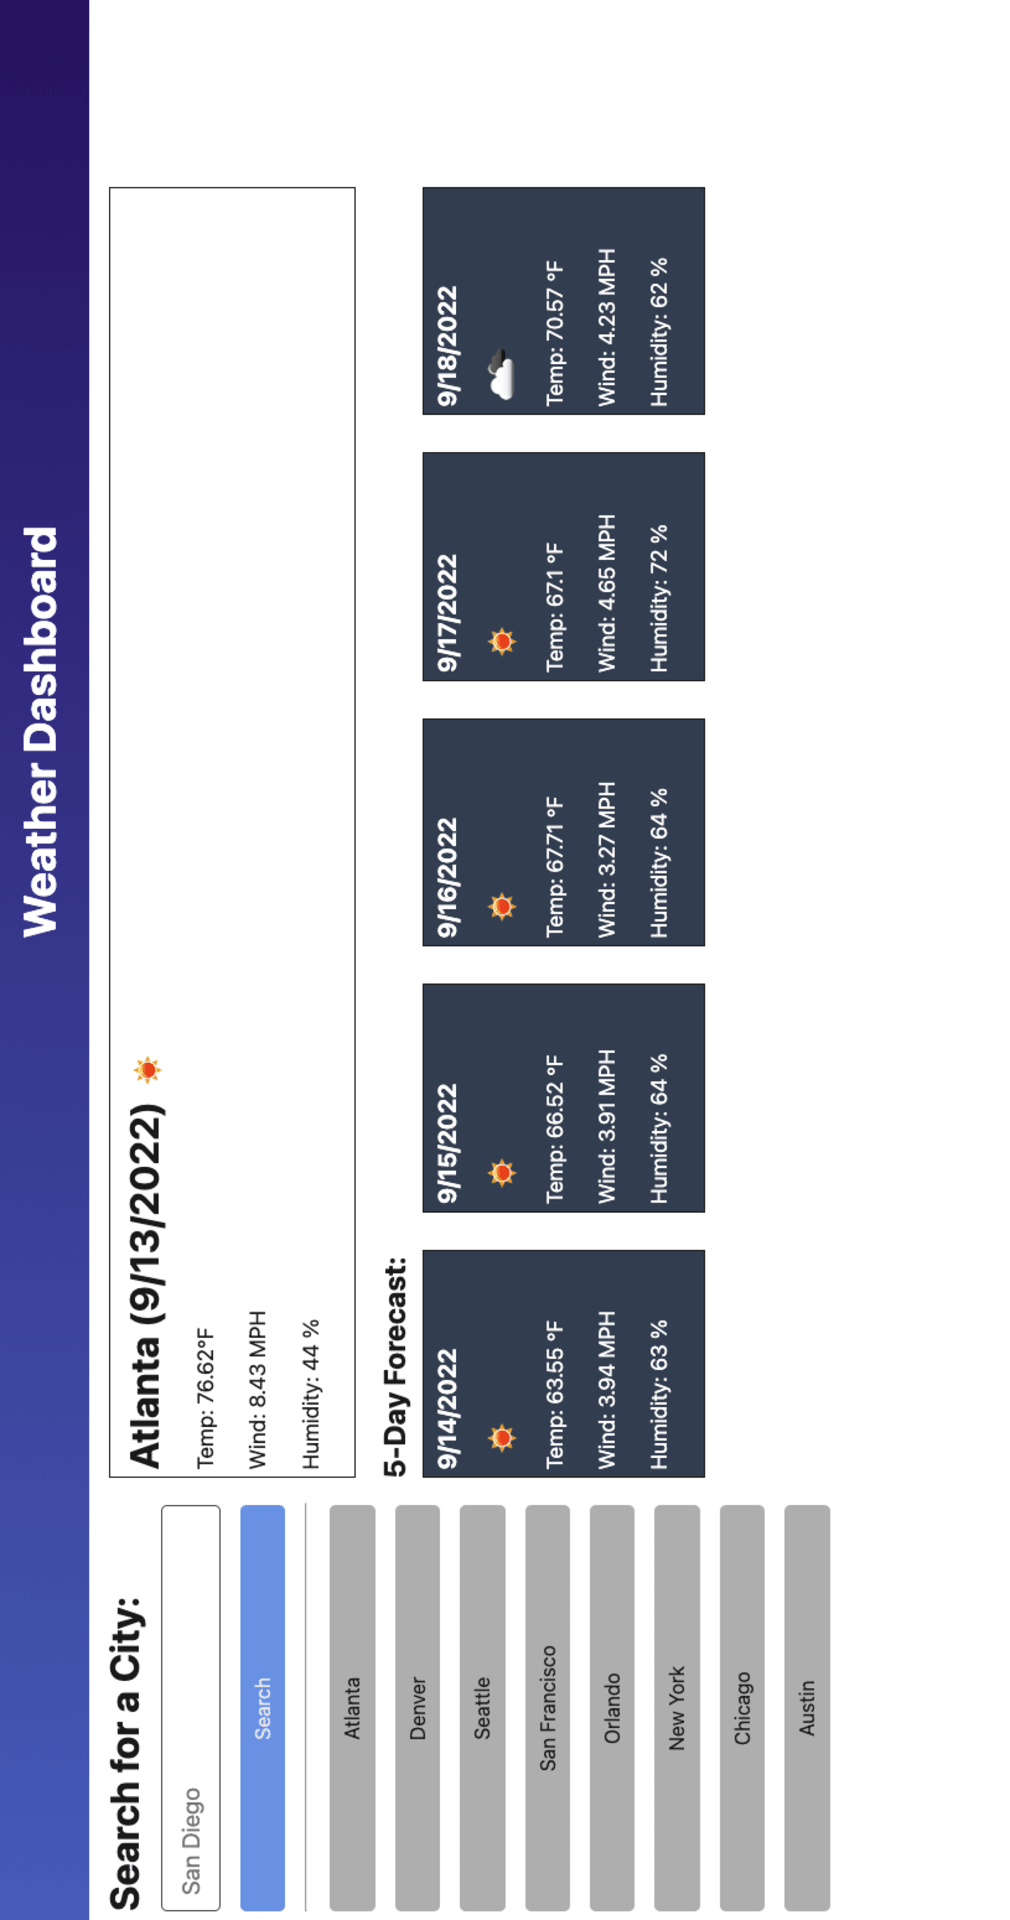 Weather Dashboard
Search for a City:
San Diego
Search
Atlanta
Denver
Seattle
San Francisco
Orlando
New York
Chicago
Austin
Atlanta (9/13/2022)
Temp: 76.62°F
Wind: 8.43 MPH
Humidity: 44 %
5-Day Forecast:
9/14/2022
Temp: 63.55 °F
Wind: 3.94 MPH
Humidity: 63 %
9/15/2022
Temp: 66.52 °F
Wind: 3.91 MPH
Humidity: 64 %
9/16/2022
Temp: 67.71 °F
Wind: 3.27 MPH
Humidity: 64 %
9/17/2022
Temp: 67.1 °F
Wind: 4.65 MPH
Humidity: 72 %
9/18/2022
Temp: 70.57 °F
Wind: 4.23 MPH
Humidity: 62 %